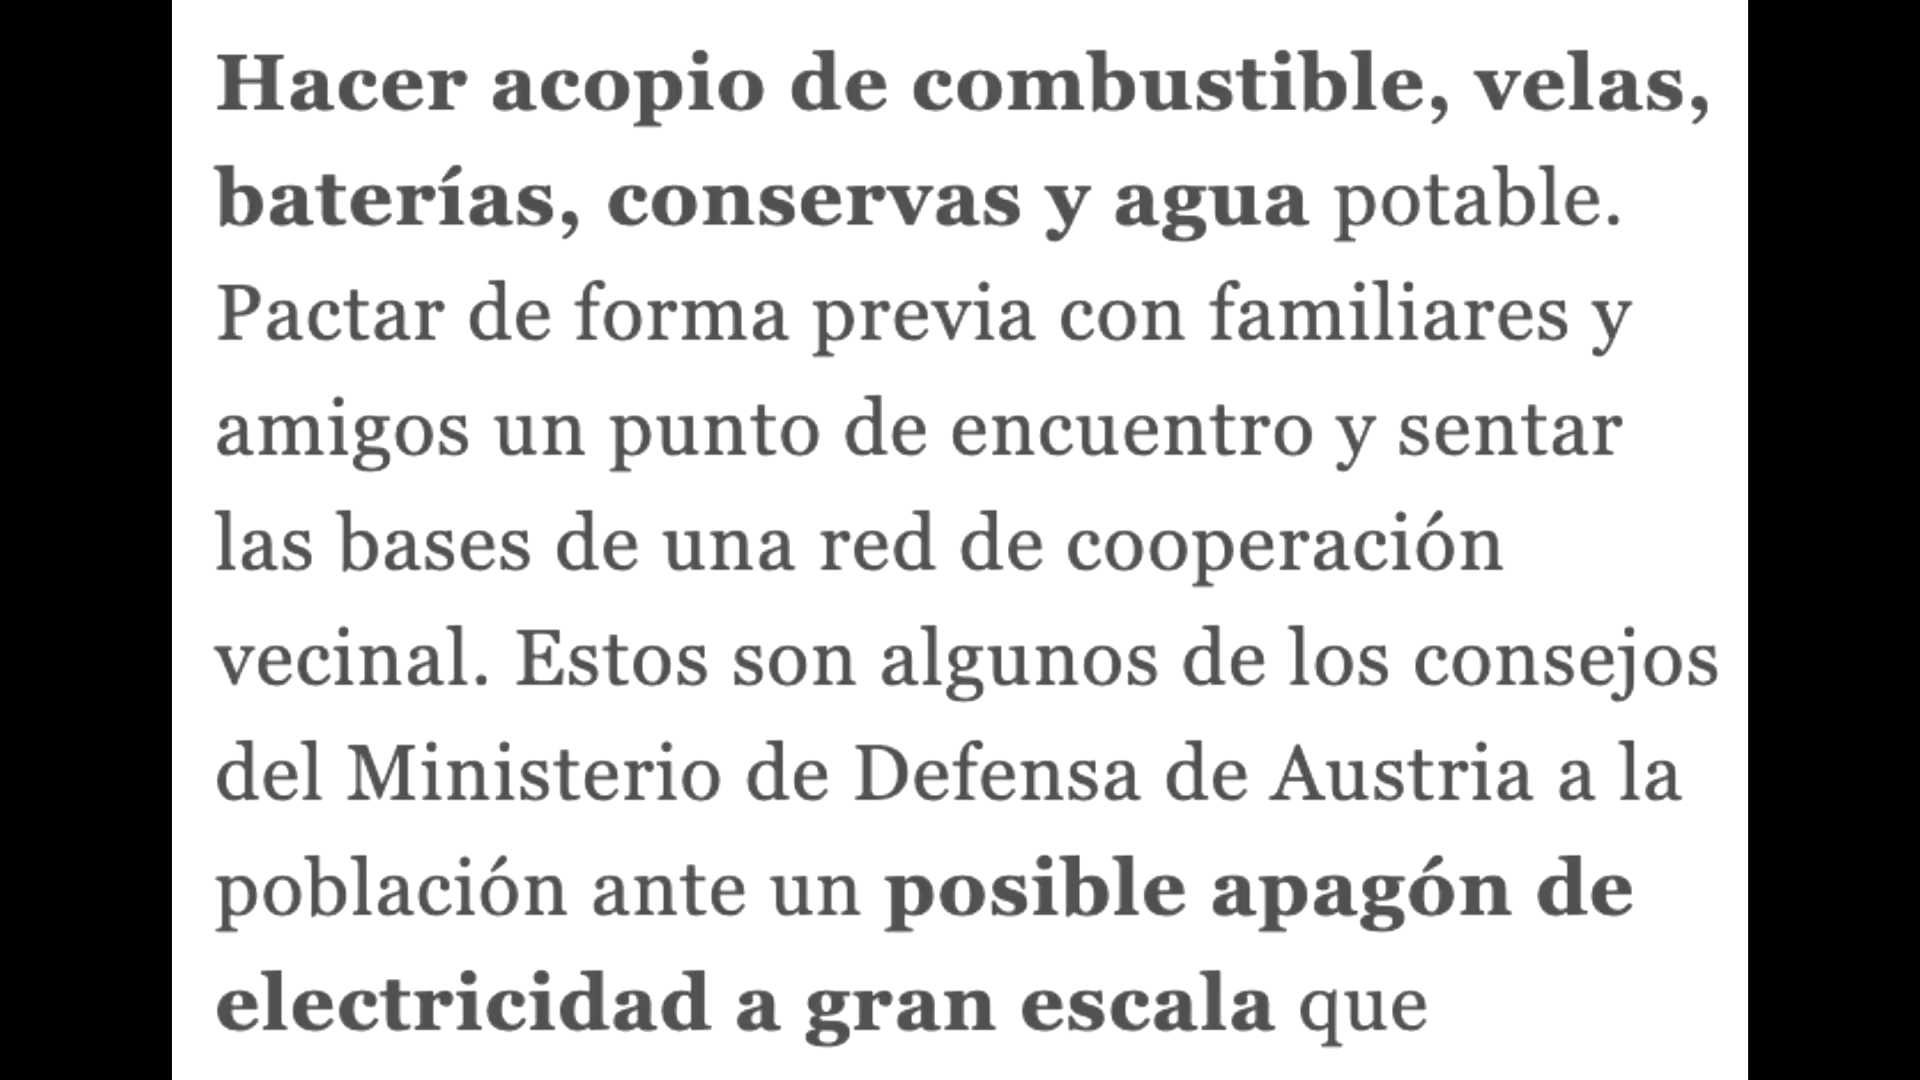 Hacer acopio de combustible, velas,
baterías, conservas y agua potable.
Pactar de forma previa con familiares y
amigos un punto de encuentro y sentar
las bases de una red de cooperación
vecinal. Estos son algunos de los consejos
del Ministerio de Defensa de Austria a la
población ante un posible apagón de
electricidad a gran escala que